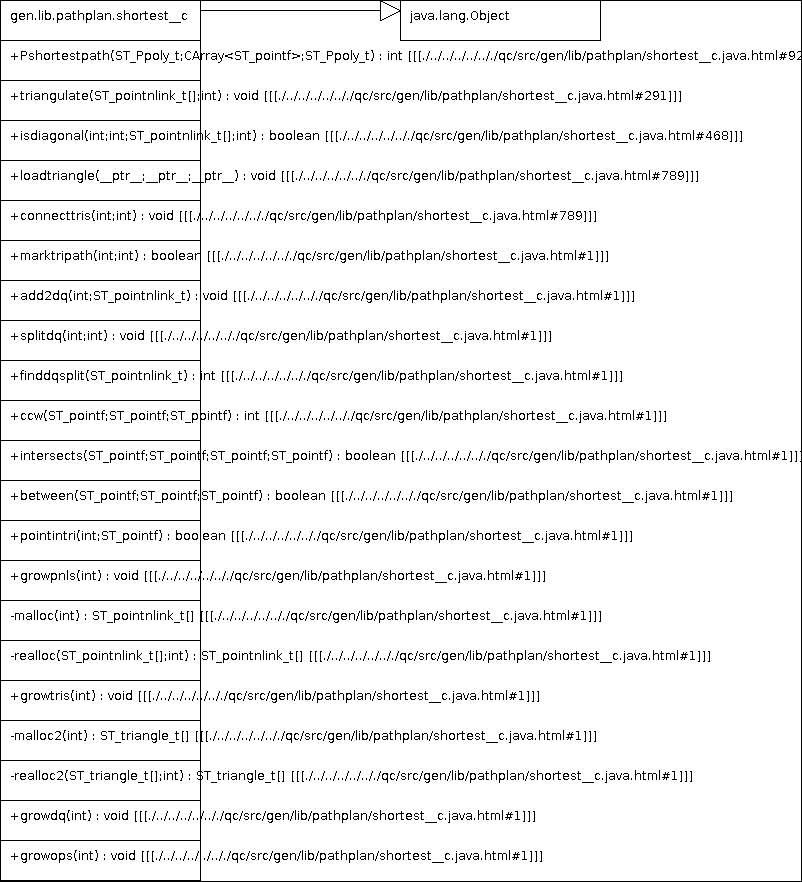 gen.lib.pathplan.shortest__c
java.lang.Object
+Pshortestpath(ST_Ppoly_t;CArray<ST_pointf>;ST_Ppoly_t) : int [[[./../../../../../../qc/src/gen/lib/pathplan/shortest__c.java.html#92
+triangulate(ST_pointnlink_t[];int) : void [[[./../../../../../../qc/src/gen/lib/pathplan/shortest__c.java.html#291]]]
+isdiagonal(int;int;ST_pointnlink_t[];int) : boolean [[[./../../../../../../qc/src/gen/lib/pathplan/shortest__c.java.html#468]]]
+loadtriangle(__ptr__;__ptr__;__ptr__) : void [[[./../../../../../../qc/src/gen/lib/pathplan/shortest__c.java.html#789]]]
+connecttris(int;int) : void [[[./../../../../../../qc/src/gen/lib/pathplan/shortest__c.java.html#789]]]
+marktripath(int;int) : boolean [[[./../../../../../../qc/src/gen/lib/pathplan/shortest__c.java.html#1]]]
+add2dq(int;ST_pointnlink_t) : void [[[./../../../../../../qc/src/gen/lib/pathplan/shortest__c.java.html#1]]]
+splitdq(int;int) : void [[[./../../../../../../qc/src/gen/lib/pathplan/shortest__c.java.html#1]]]
+finddqsplit(ST_pointnlink_t) : int [[[./../../../../../../qc/src/gen/lib/pathplan/shortest__c.java.html#1]]]
+ccw(ST_pointf;ST_pointf;ST_pointf) : int [[[./../../../../../../qc/src/gen/lib/pathplan/shortest__c.java.html#1]]]
+intersects(ST_pointf;ST_pointf;ST_pointf;ST_pointf) : boolean [[[./../../../../../../qc/src/gen/lib/pathplan/shortest__c.java.html#1]]]
+between(ST_pointf;ST_pointf;ST_pointf) : boolean [[[./../../../../../../qc/src/gen/lib/pathplan/shortest__c.java.html#1]]]
+pointintri(int;ST_pointf) : boolean [[[./../../../../../../qc/src/gen/lib/pathplan/shortest__c.java.html#1]]]
+growpnls(int) : void [[[./../../../../../../qc/src/gen/lib/pathplan/shortest__c.java.html#1]]]
-malloc(int) : ST_pointnlink_t[] [[[./../../../../../../qc/src/gen/lib/pathplan/shortest__c.java.html#1]]]
-realloc(ST_pointnlink_t[];int) : ST_pointnlink_t[] [[[./../../../../../../qc/src/gen/lib/pathplan/shortest__c.java.html#1]]]
+growtris(int) : void [[[./../../../../../../qc/src/gen/lib/pathplan/shortest__c.java.html#1]]]
-malloc2(int) : ST_triangle_t[] [[[./../../../../../../qc/src/gen/lib/pathplan/shortest__c.java.html#1]]]
-realloc2(ST_triangle_t[];int) : ST_triangle_t[] [[[./../../../../../../qc/src/gen/lib/pathplan/shortest__c.java.html#1]]]
+growdq(int) : void [[[./../../../../../../qc/src/gen/lib/pathplan/shortest__c.java.html#1]]]
+growops(int) : void [[[./../../../../../../qc/src/gen/lib/pathplan/shortest__c.java.html#1]]]